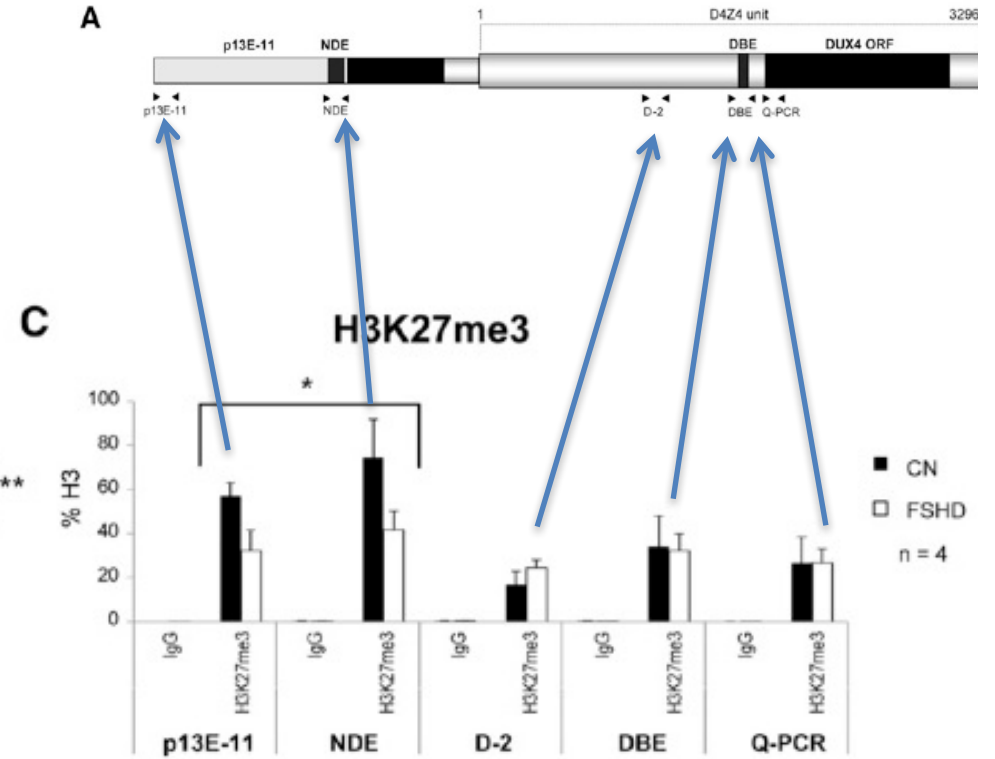 A
1 D4Z4 unit 3296
p13E-11 NDE DBE DUX4 ORF
p13E-11 NDE D-2 DBE Q-PCR
C
H3K27me3
*
**
% H3
100
80
60
40
20
0
CN
FSHD
n = 4
IgG H3K27me3 IgG H3K27me3 IgG H3K27me3 IgG H3K27me3 IgG H3K27me3
p13E-11 NDE D-2 DBE Q-PCR